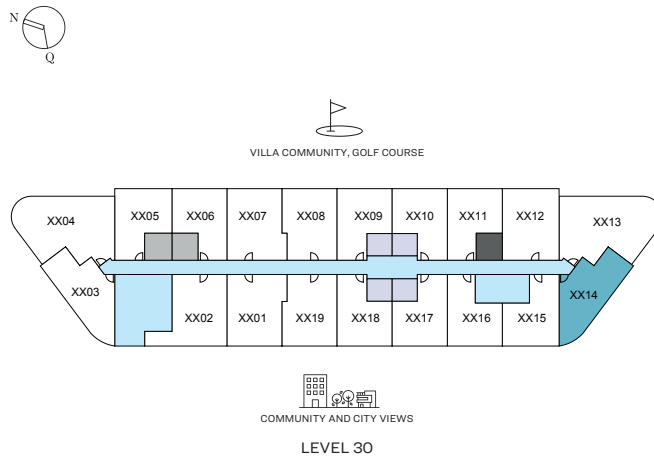 N
Q
VILLA COMMUNITY, GOLF COURSE
XX04
XX05
XX06
XX07
XX08
XX09
XX10
XX11
XX12
XX13
XX03
XX14
XX02
XX01
XX19
XX18
XX17
XX16
XX15
COMMUNITY AND CITY VIEWS
LEVEL 30